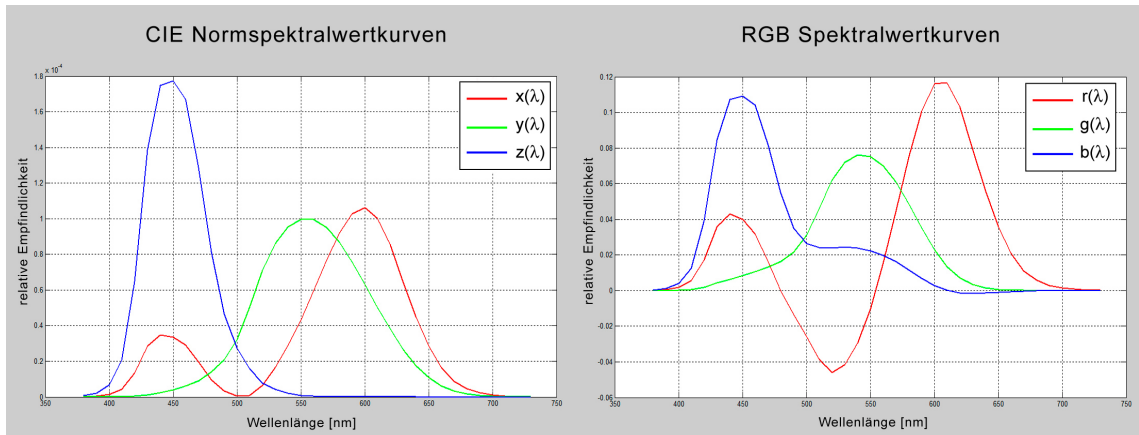 CIE Normspektralwertkurven
x 10⁻⁴
1.8
1.6
1.4
1.2
1
0.8
0.6
0.4
0.2
0
relative Empfindlichkeit
x(λ)
y(λ)
z(λ)
350 400 450 500 550 600 650 700 750
Wellenlänge [nm]
RGB Spektralwertkurven
0.12
0.1
0.08
0.06
0.04
0.02
0
-0.02
-0.04
-0.06
relative Empfindlichkeit
r(λ)
g(λ)
b(λ)
350 400 450 500 550 600 650 700 750
Wellenlänge [nm]